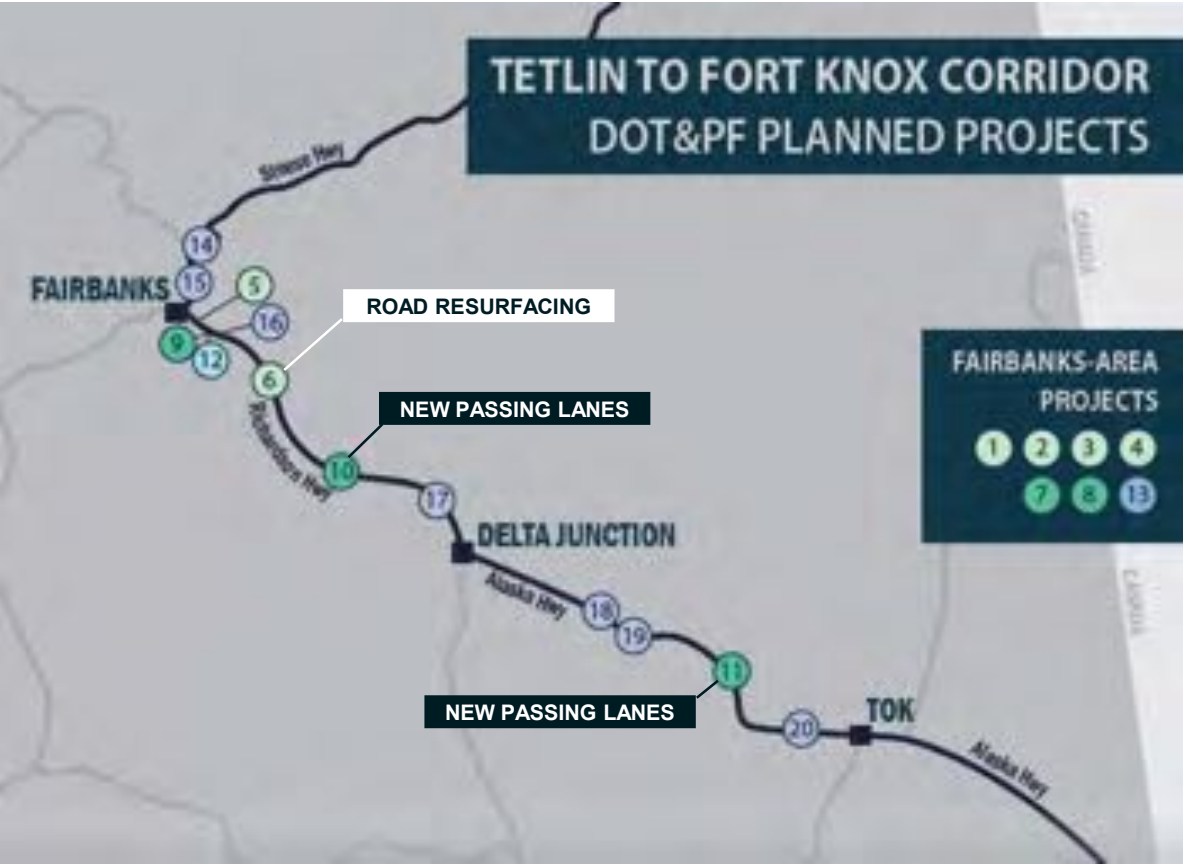 TETLIN TO FORT KNOX CORRIDOR
DOT&PF PLANNED PROJECTS
Steese Hwy
14
FAIRBANKS
15
5
16
9
12
ROAD RESURFACING
6
NEW PASSING LANES
Richardson Hwy
10
17
DELTA JUNCTION
Alaska Hwy
18
19
11
NEW PASSING LANES
20
TOK
Alaska Hwy
FAIRBANKS-AREA
PROJECTS
1 2 3 4
7 8 13
CANADA
CANADA